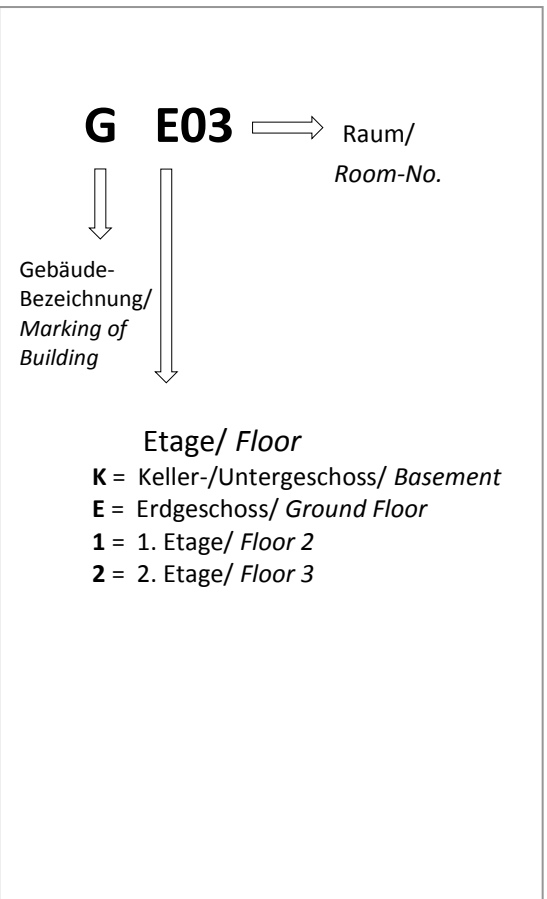 G E03
Raum/
Room-No.
Gebäude-
Bezeichnung/
Marking of
Building
Etage/ Floor
K = Keller-/Untergeschoss/ Basement
E = Erdgeschoss/ Ground Floor
1 = 1. Etage/ Floor 2
2 = 2. Etage/ Floor 3